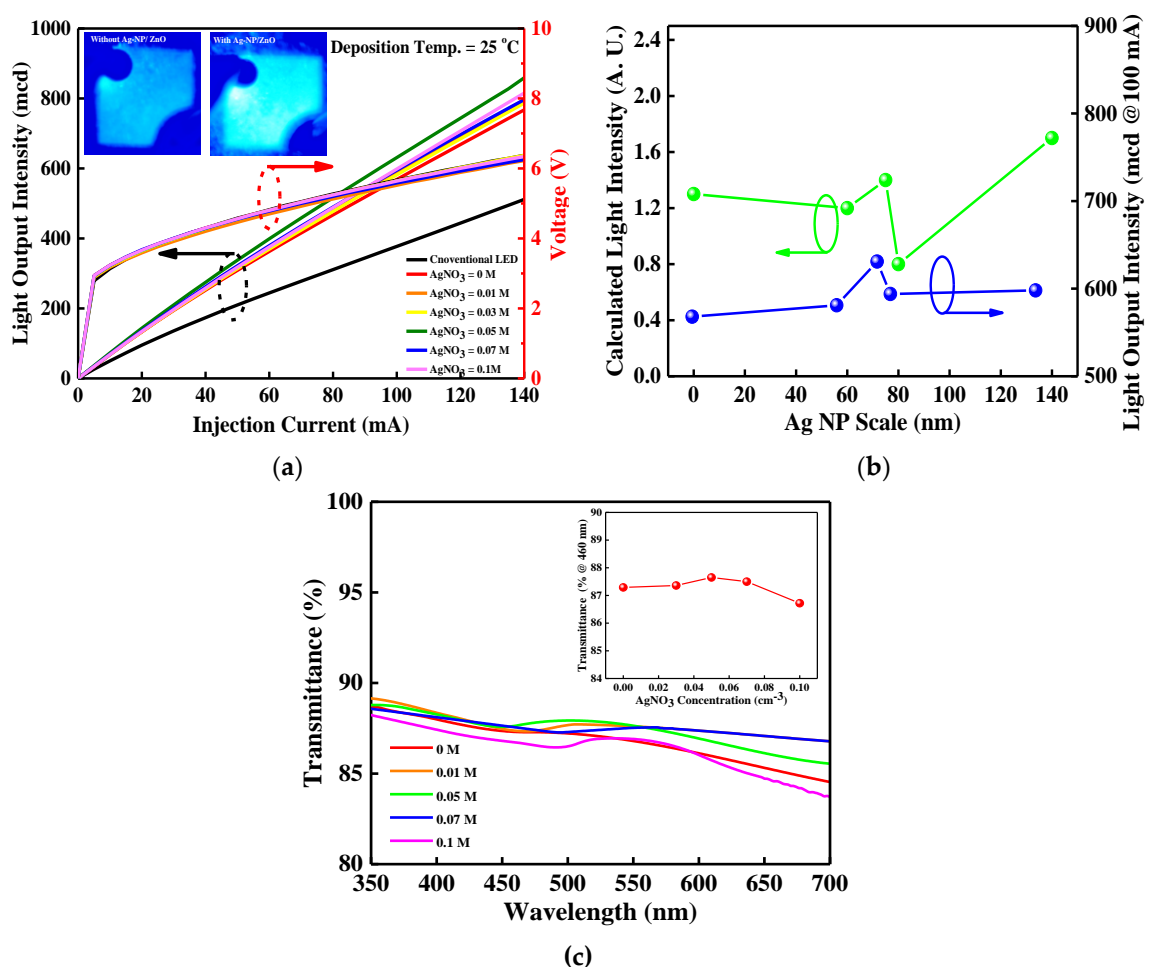 Without Ag-NP/ ZnO
With Ag-NP/ZnO
Deposition Temp. = 25 °C
Light Output Intensity (mcd)
1000
800
600
400
200
0
10
8
6
4
2
0
Voltage (V)
Cnoventional LED
AgNO3 = 0 M
AgNO3 = 0.01 M
AgNO3 = 0.03 M
AgNO3 = 0.05 M
AgNO3 = 0.07 M
AgNO3 = 0.1M
0 20 40 60 80 100 120 140
Injection Current (mA)
(a)
Calculated Light Intensity (A. U.)
2.4
2.0
1.6
1.2
0.8
0.4
0.0
900
800
700
600
500
Light Output Intensity (mcd @100 mA)
0 20 40 60 80 100 120 140
Ag NP Scale (nm)
(b)
Transmittance (%)
100
95
90
85
80
Transmittance (% @ 460 nm)
90
89
88
87
86
85
84
0.00 0.02 0.04 0.06 0.08 0.10
AgNO3 Concentration (cm-3)
0 M
0.01 M
0.05 M
0.07 M
0.1 M
350 400 450 500 550 600 650 700
Wavelength (nm)
(c)